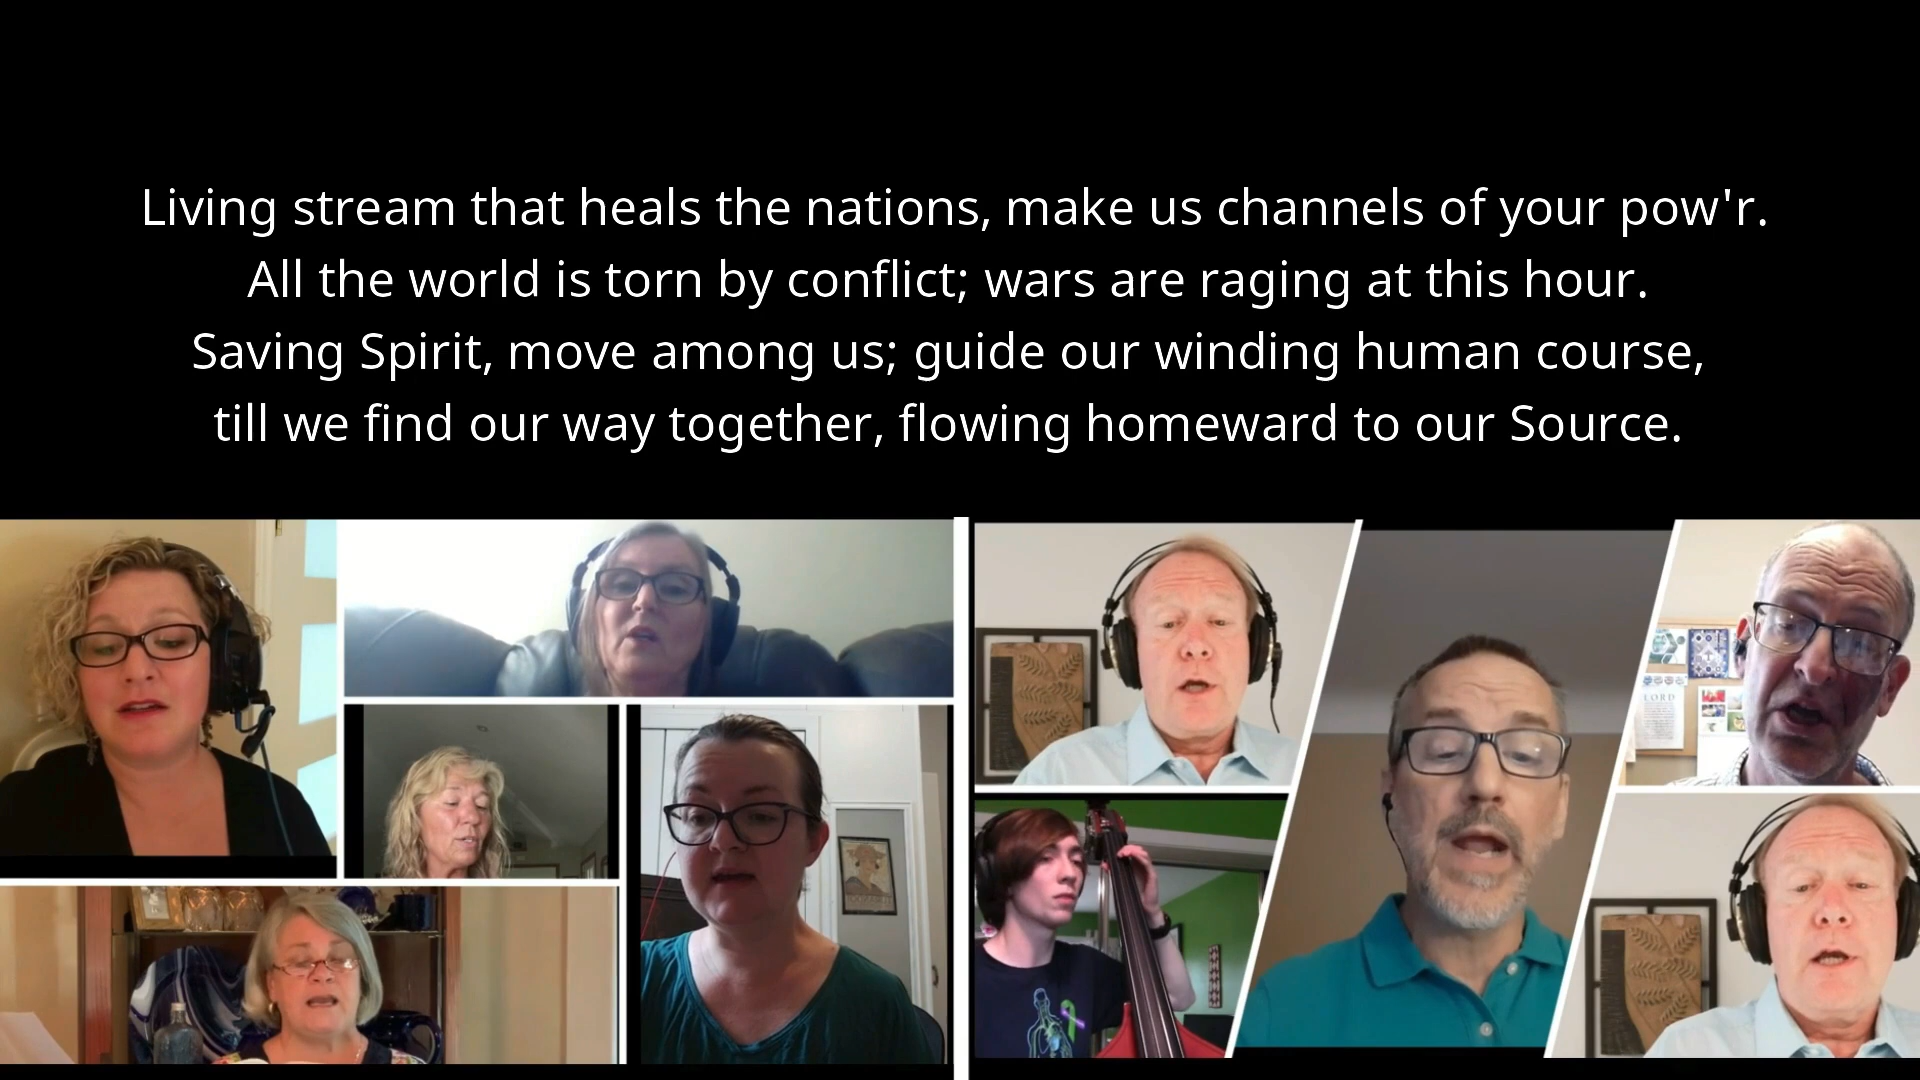 Living stream that heals the nations, make us channels of your pow'r.
All the world is torn by conflict; wars are raging at this hour.
Saving Spirit, move among us; guide our winding human course,
till we find our way together, flowing homeward to our Source.
LORD